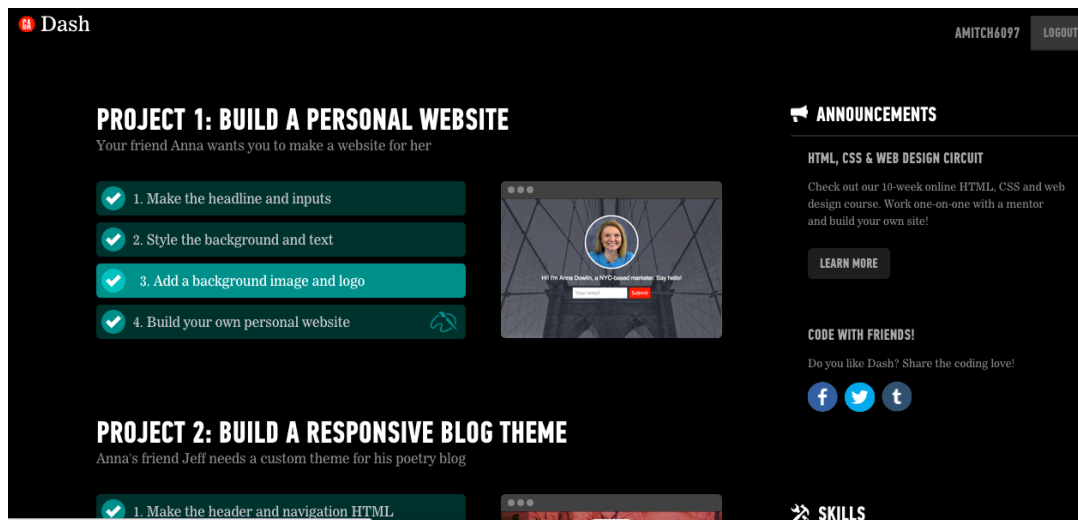 GA Dash
AMITCH6097
LOGOUT
PROJECT 1: BUILD A PERSONAL WEBSITE
Your friend Anna wants you to make a website for her
1. Make the headline and inputs
2. Style the background and text
3. Add a background image and logo
4. Build your own personal website
Hi! I'm Anna Dowlin, a NYC-based marketer. Say hello!
Your email
Submit
PROJECT 2: BUILD A RESPONSIVE BLOG THEME
Anna's friend Jeff needs a custom theme for his poetry blog
1. Make the header and navigation HTML
ANNOUNCEMENTS
HTML, CSS & WEB DESIGN CIRCUIT
Check out our 10-week online HTML, CSS and web
design course. Work one-on-one with a mentor
and build your own site!
LEARN MORE
CODE WITH FRIENDS!
Do you like Dash? Share the coding love!
SKILLS